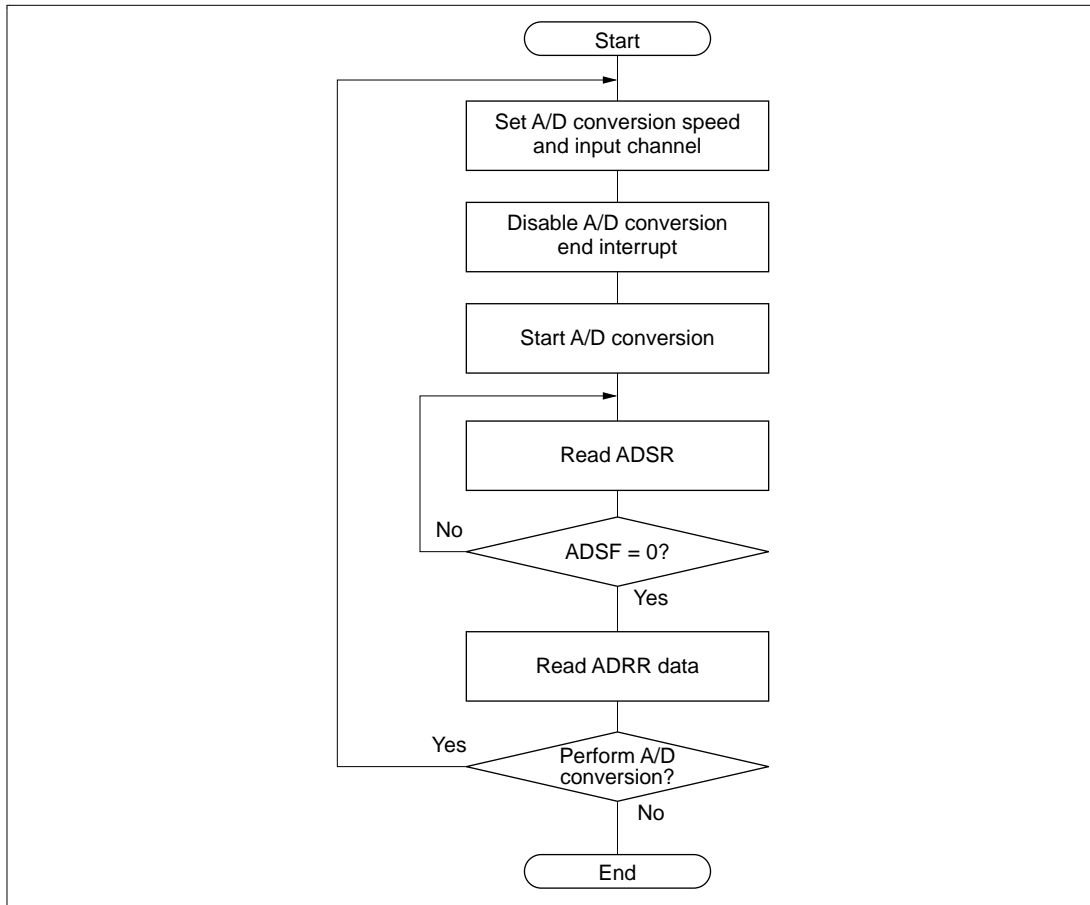 Start
Set A/D conversion speed
and input channel
Disable A/D conversion
end interrupt
Start A/D conversion
Read ADSR
No
ADSF = 0?
Yes
Read ADRR data
Yes
Perform A/D
conversion?
No
End